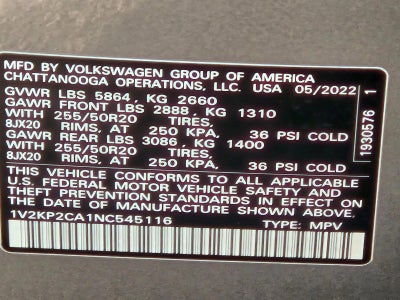 MFD BY VOLKSWAGEN GROUP OF AMERICA
CHATTANOOGA OPERATIONS, LLC. USA 05/2022
GVWR LBS 5864, KG 2660
GAWR FRONT LBS 2888, KG 1310
WITH 255/50R20 TIRES,
8JX20 RIMS, AT 250 KPA. 36 PSI COLD
GAWR REAR LBS 3086, KG 1400
WITH 255/50R20 TIRES,
8JX20 RIMS, AT 250 KPA. 36 PSI COLD
THIS VEHICLE CONFORMS TO ALL APPLICABLE
U.S. FEDERAL MOTOR VEHICLE SAFETY AND
THEFT PREVENTION STANDARDS IN EFFECT ON
THE DATE OF MANUFACTURE SHOWN ABOVE.
1V2KP2CA1NC545116
TYPE: MPV
1930576 1